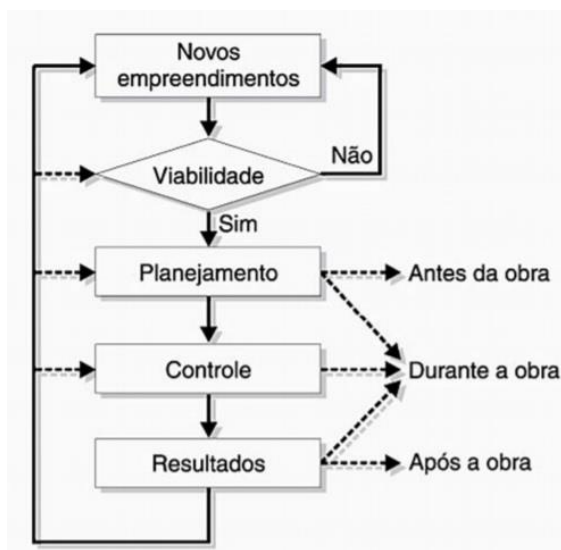 Novos
empreendimentos
Não
Viabilidade
Sim
Planejamento
Antes da obra
Controle
Durante a obra
Resultados
Após a obra